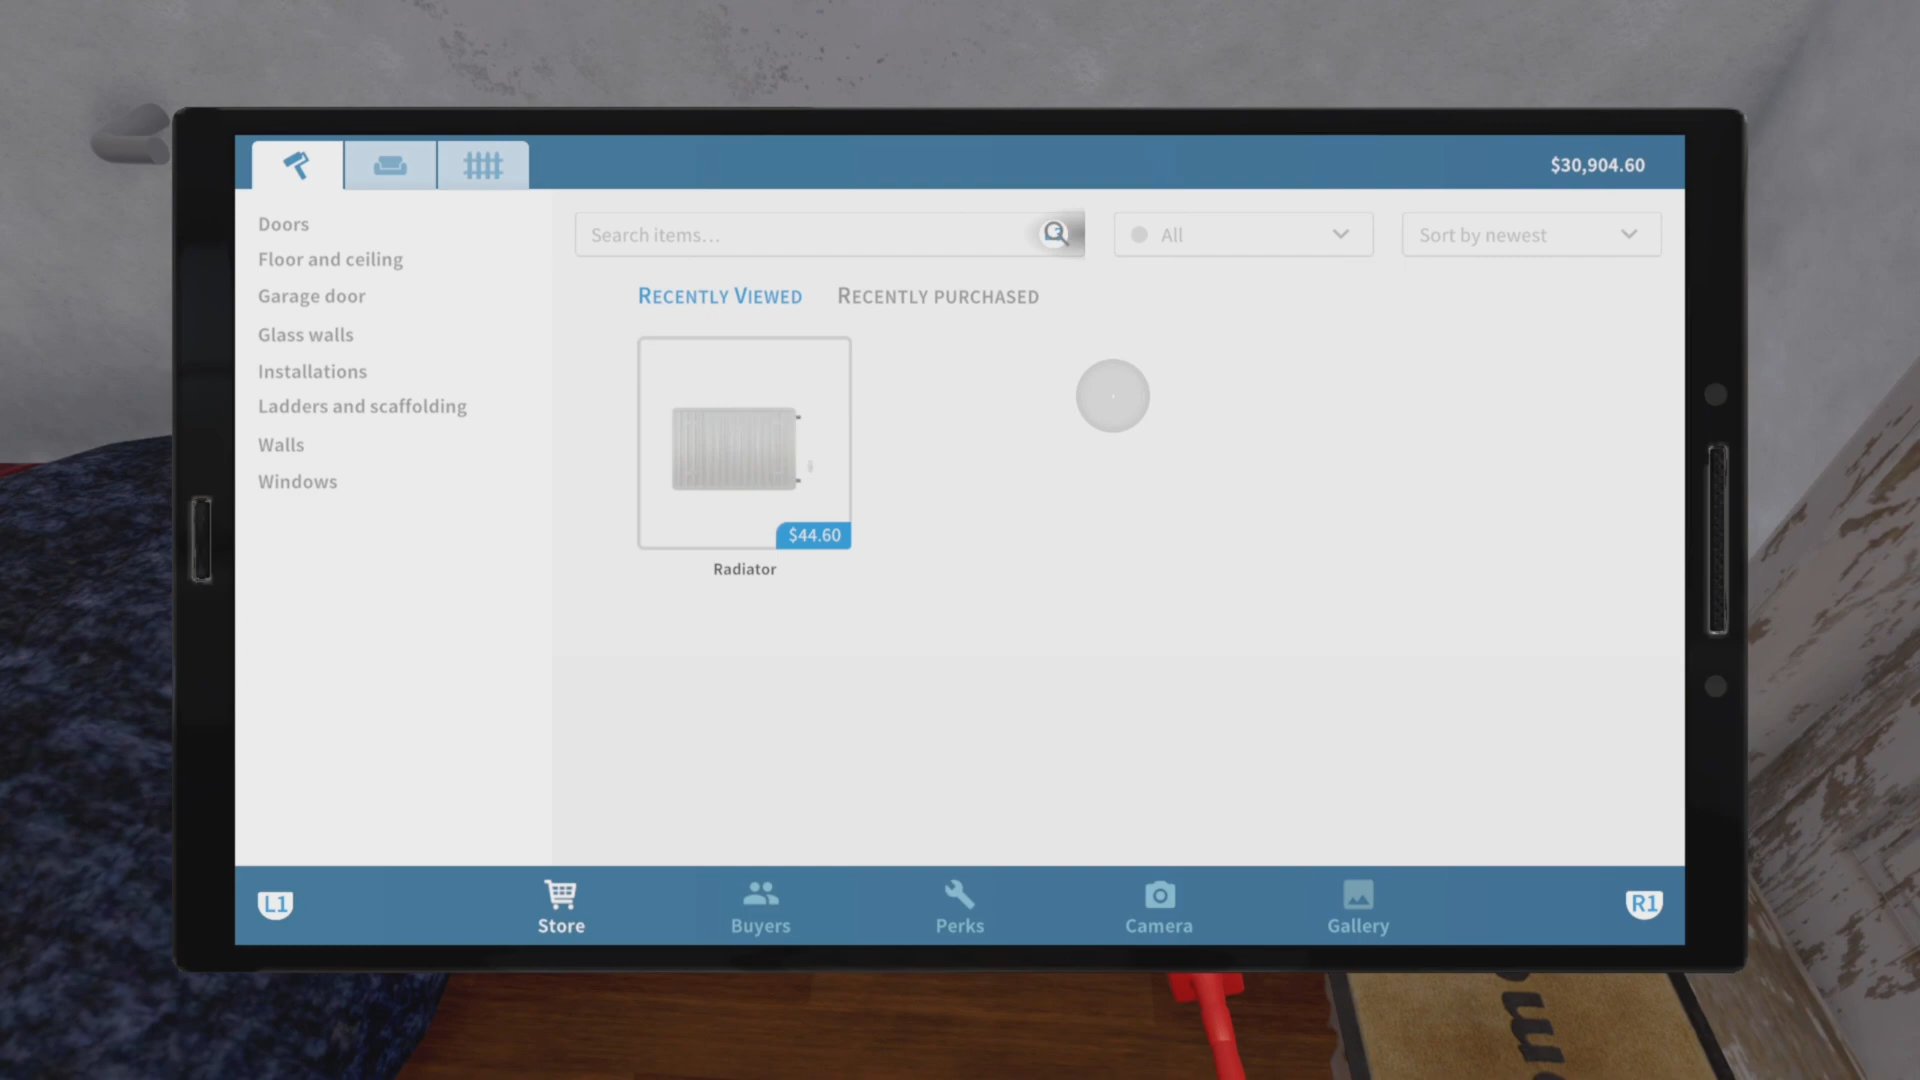 $30,904.60
Doors
Floor and ceiling
Garage door
Glass walls
Installations
Ladders and scaffolding
Walls
Windows
Search items...
All
Sort by newest
RECENTLY VIEWED
RECENTLY PURCHASED
$44.60
Radiator
L1
Store
Buyers
Perks
Camera
Gallery
R1